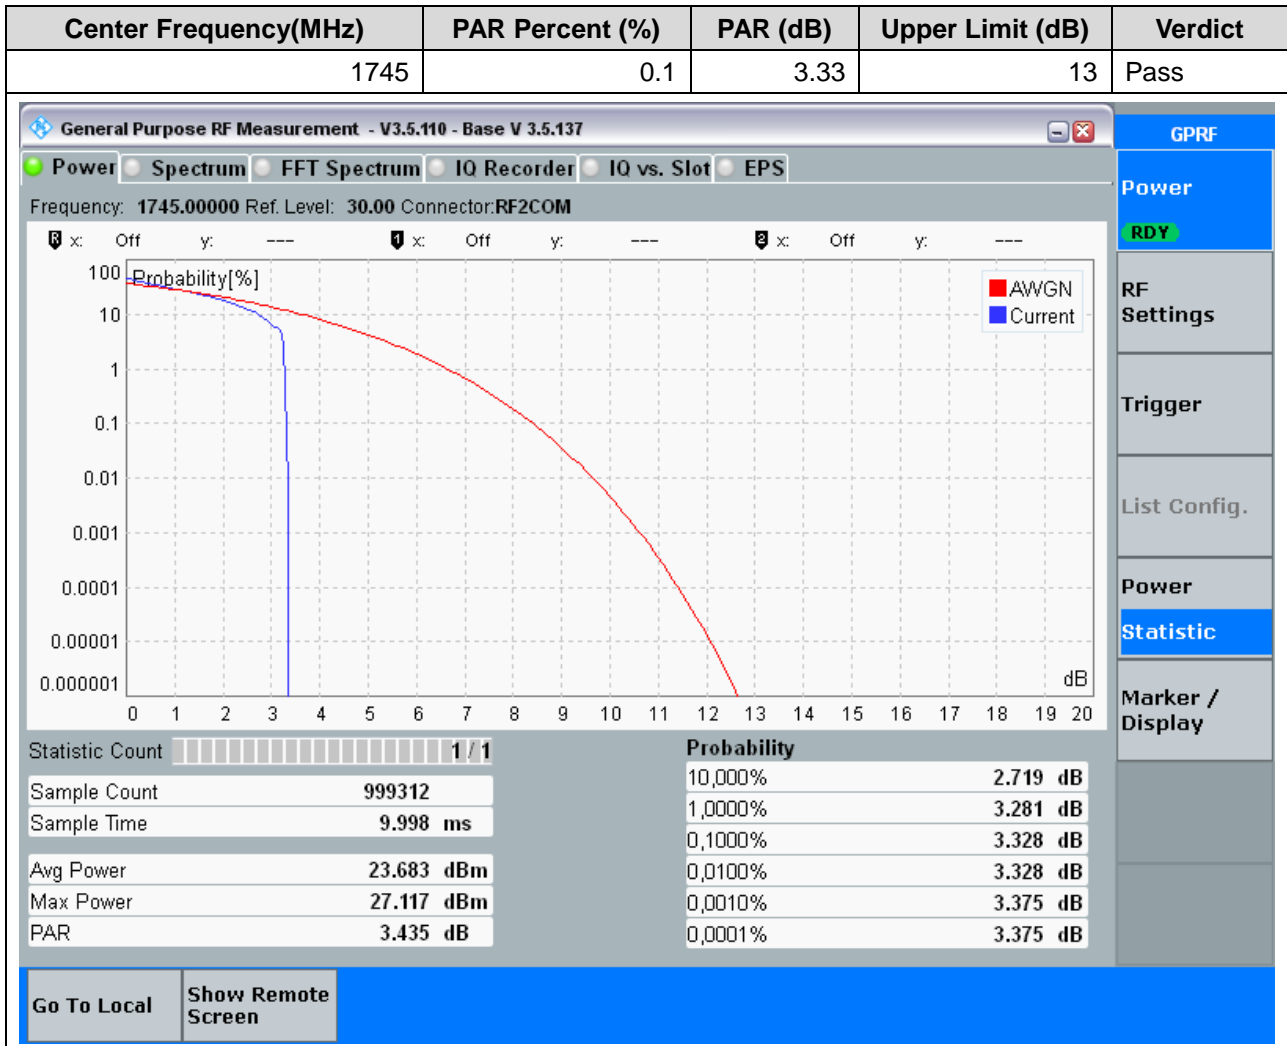 Center Frequency(MHz) PAR Percent (%) PAR (dB) Upper Limit (dB) Verdict
1745 0.1 3.33 13 Pass
General Purpose RF Measurement - V3.5.110 - Base V 3.5.137
GPRF
Power Spectrum FFT Spectrum IQ Recorder IQ vs. Slot EPS
Frequency: 1745.00000 Ref. Level: 30.00 Connector:RF2COM
R x: Off y: --- 1 x: Off y: --- 2 x: Off y: ---
Probability[%]
100
10
1
0.1
0.01
0.001
0.0001
0.00001
0.000001
AWGN
Current
dB
0 1 2 3 4 5 6 7 8 9 10 11 12 13 14 15 16 17 18 19 20
Statistic Count 1 / 1
Sample Count 999312
Sample Time 9.998 ms
Avg Power 23.683 dBm
Max Power 27.117 dBm
PAR 3.435 dB
Probability
10,000% 2.719 dB
1,0000% 3.281 dB
0,1000% 3.328 dB
0,0100% 3.328 dB
0,0010% 3.375 dB
0,0001% 3.375 dB
Power
RDY
RF
Settings
Trigger
List Config.
Power
Statistic
Marker /
Display
Go To Local
Show Remote
Screen